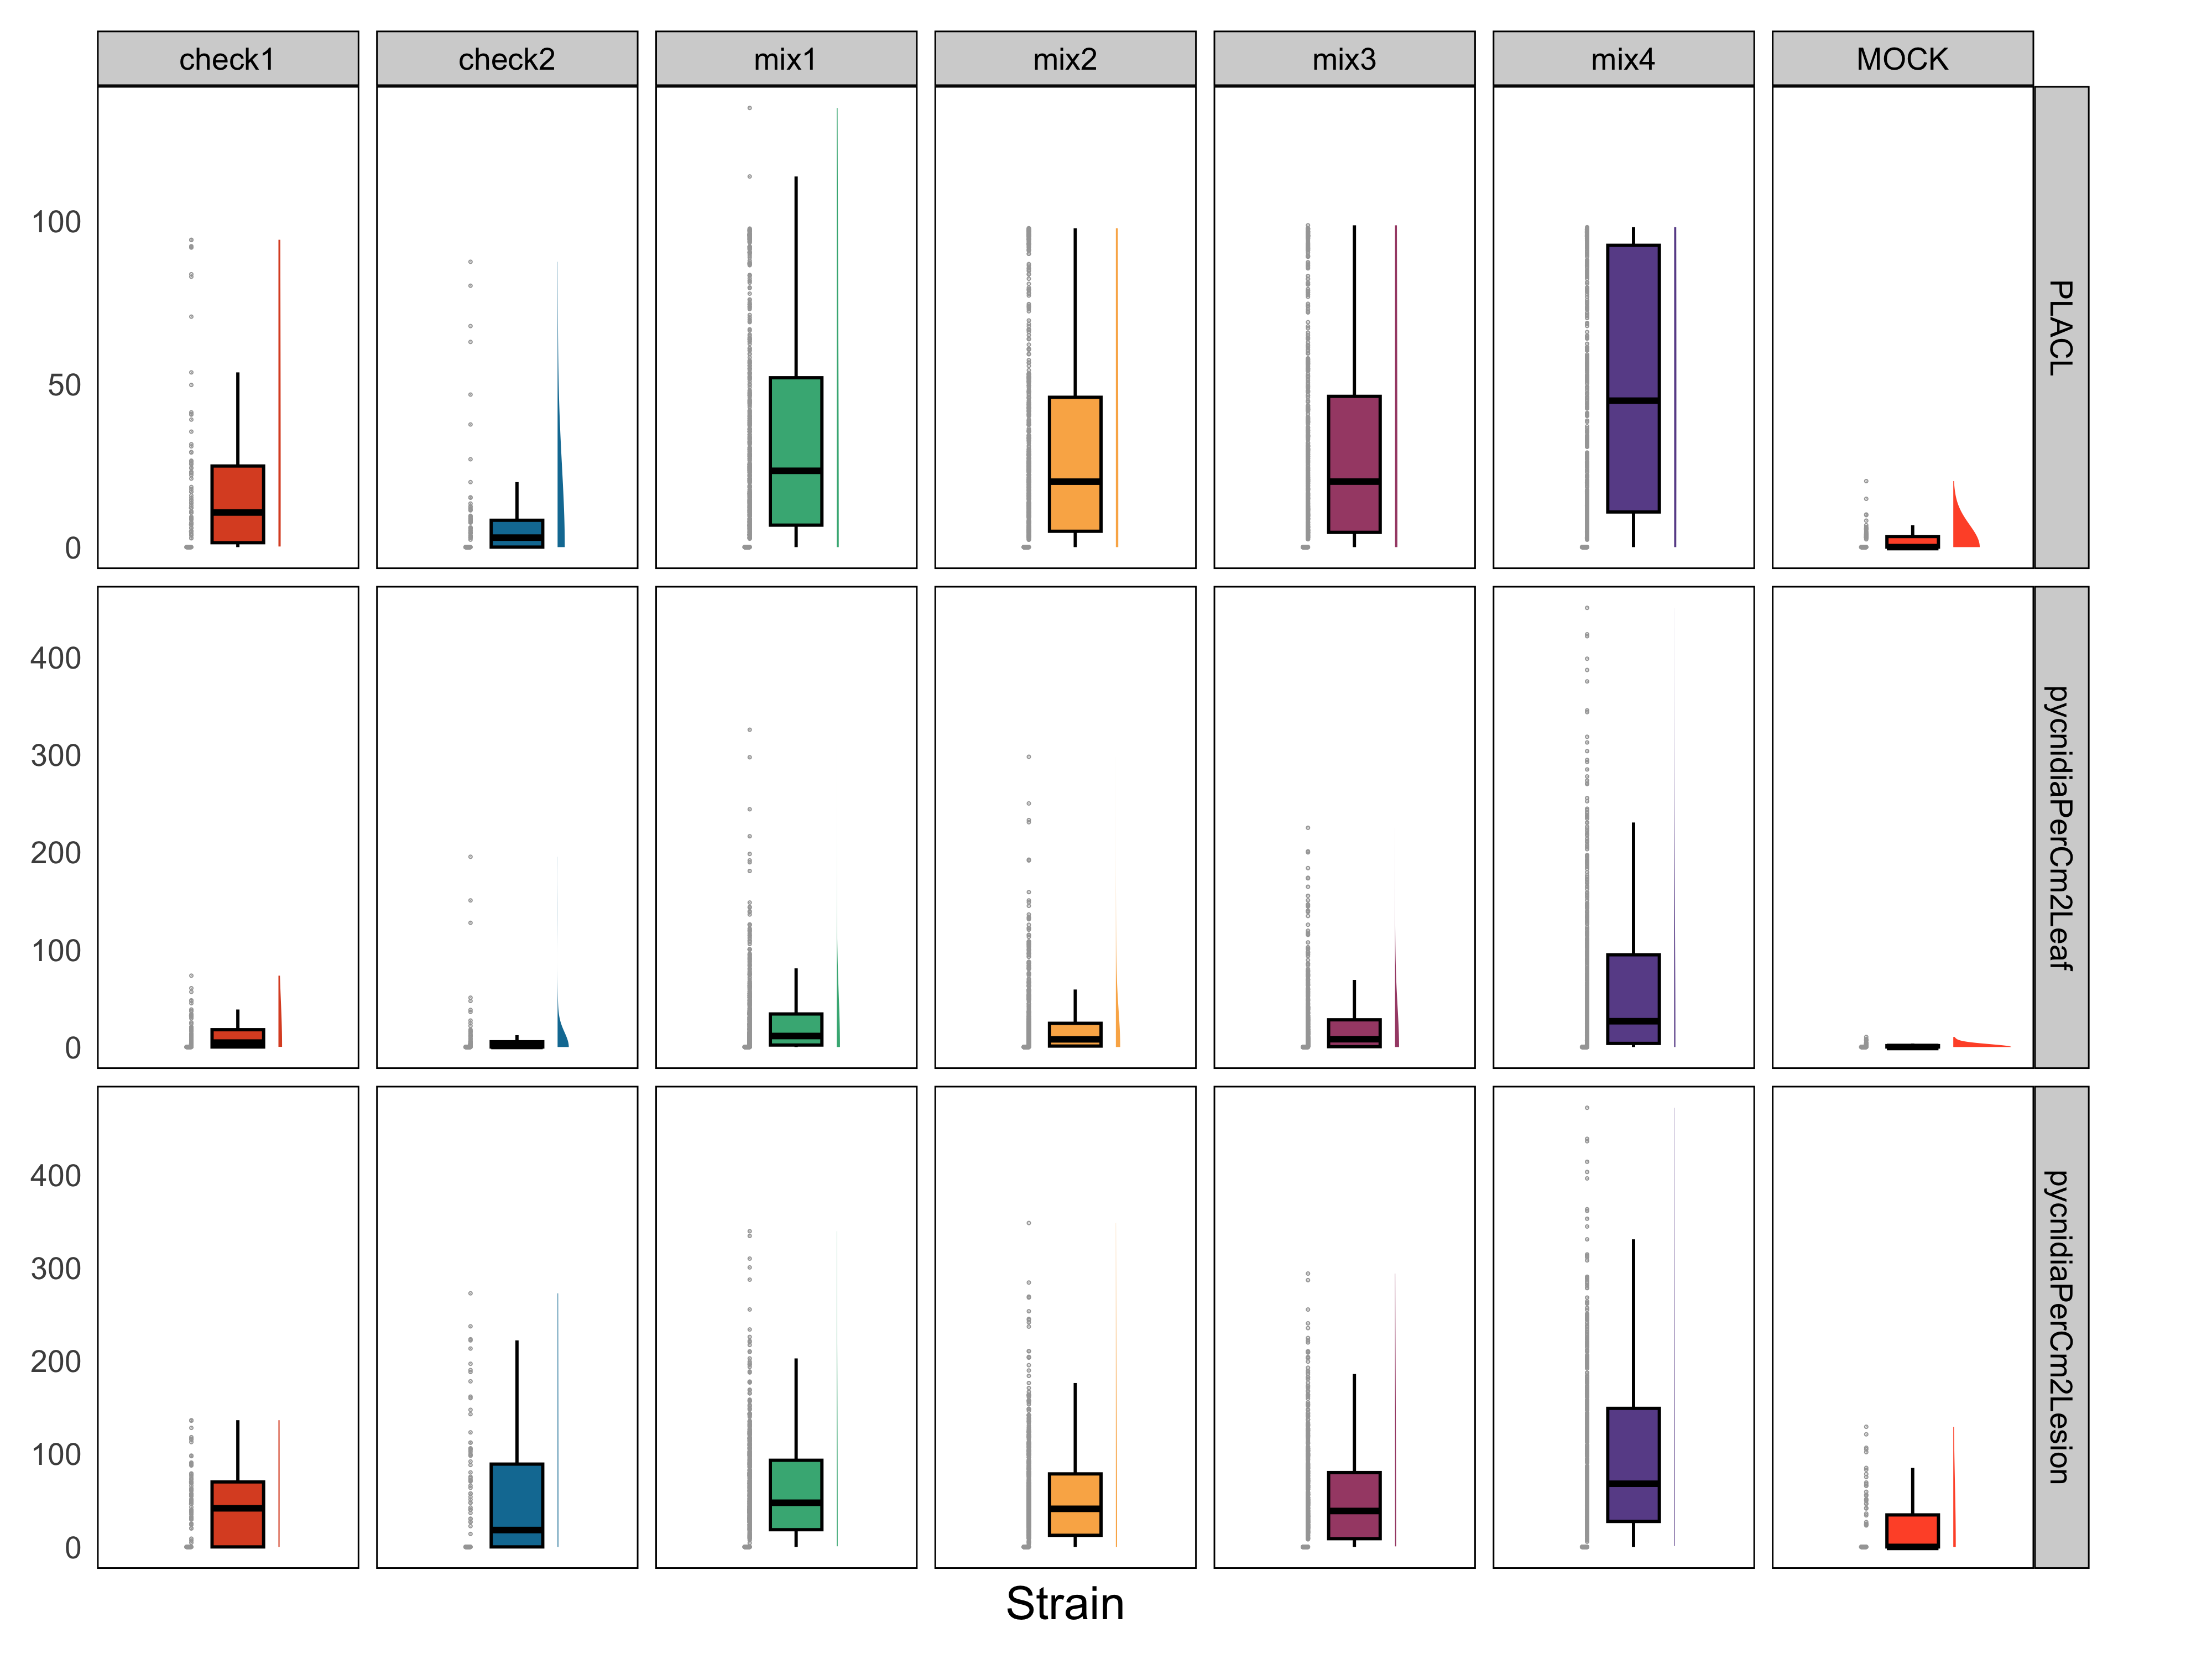 check1 check2 mix1 mix2 mix3 mix4 MOCK
100
50
0
PLACL
400
300
200
100
0
pycnidiaPerCm2Leaf
400
300
200
100
0
pycnidiaPerCm2Lesion
Strain